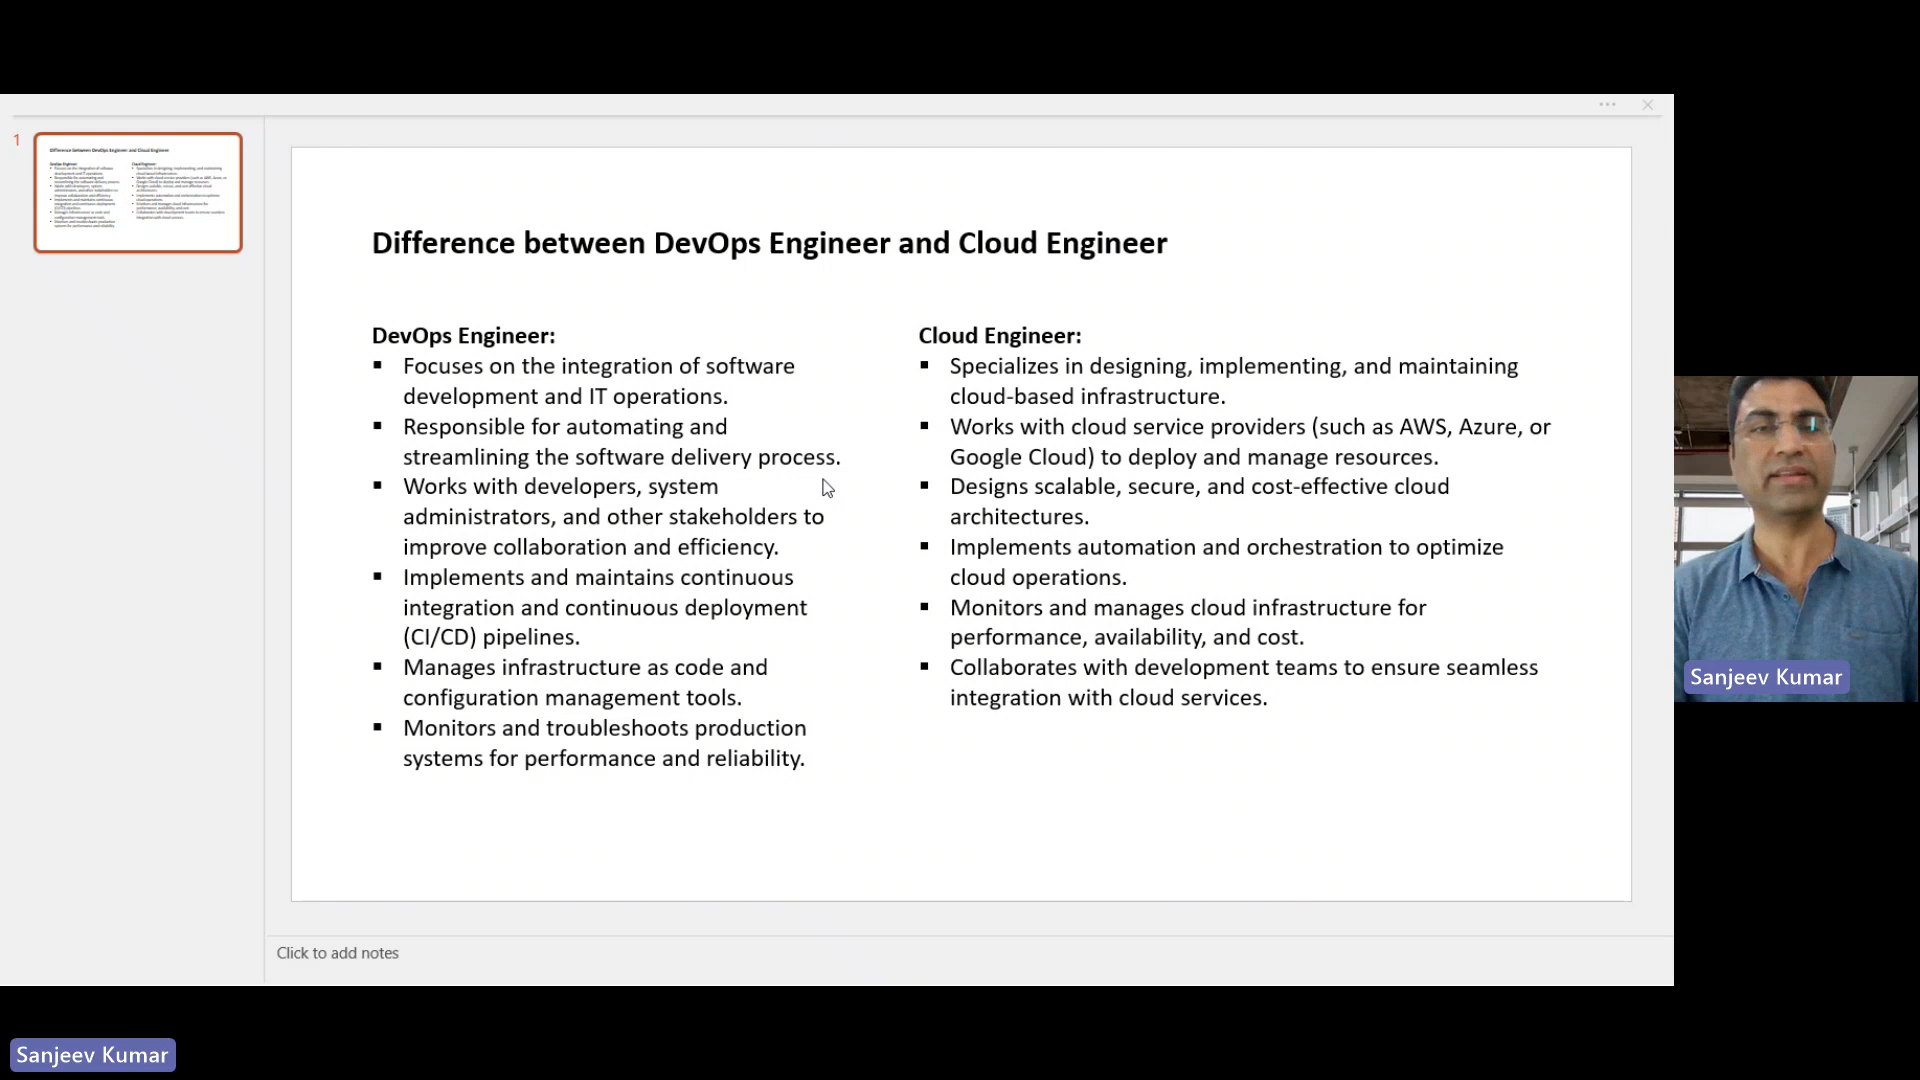 1
Difference between DevOps Engineer and Cloud Engineer
DevOps Engineer:
▪ Focuses on the integration of software
development and IT operations.
▪ Responsible for automating and
streamlining the software delivery process.
▪ Works with developers, system
administrators, and other stakeholders to
improve collaboration and efficiency.
▪ Implements and maintains continuous
integration and continuous deployment
(CI/CD) pipelines.
▪ Manages infrastructure as code and
configuration management tools.
▪ Monitors and troubleshoots production
systems for performance and reliability.
Cloud Engineer:
▪ Specializes in designing, implementing, and maintaining
cloud-based infrastructure.
▪ Works with cloud service providers (such as AWS, Azure, or
Google Cloud) to deploy and manage resources.
▪ Designs scalable, secure, and cost-effective cloud
architectures.
▪ Implements automation and orchestration to optimize
cloud operations.
▪ Monitors and manages cloud infrastructure for
performance, availability, and cost.
▪ Collaborates with development teams to ensure seamless
integration with cloud services.
Click to add notes
Sanjeev Kumar
Sanjeev Kumar